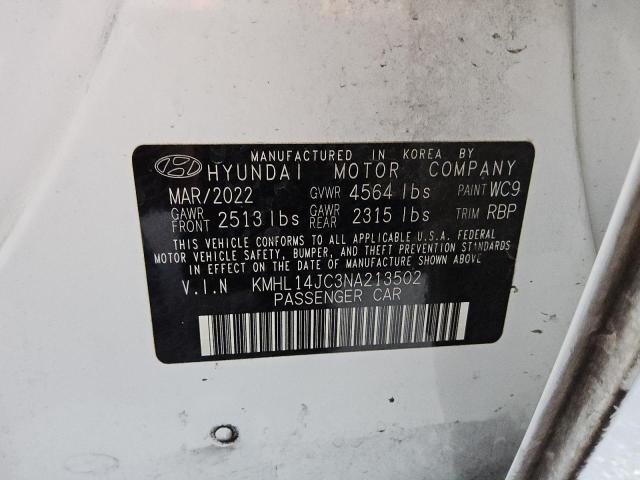 MANUFACTURED IN KOREA BY
HYUNDAI MOTOR COMPANY
MAR/2022 GVWR 4564 lbs PAINT WC9
GAWR FRONT 2513 lbs GAWR REAR 2315 lbs TRIM RBP
THIS VEHICLE CONFORMS TO ALL APPLICABLE U.S.A. FEDERAL
MOTOR VEHICLE SAFETY, BUMPER, AND THEFT PREVENTION STANDARDS
IN EFFECT ON THE DATE OF MANUFACTURE SHOWN ABOVE.
V.I.N KMHL14JC3NA213502
PASSENGER CAR